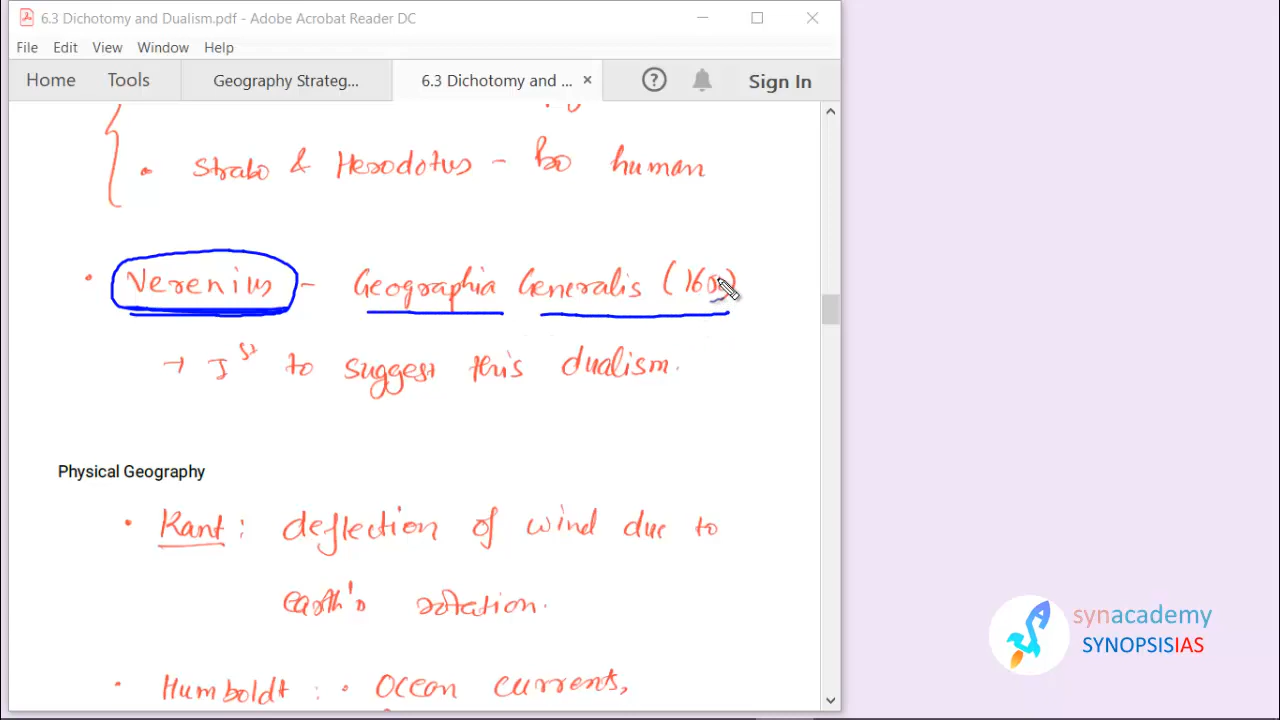 6.3 Dichotomy and Dualism.pdf - Adobe Acrobat Reader DC
File Edit View Window Help
Home Tools Geography Strateg... 6.3 Dichotomy and ... × ? Sign In
• Strabo & Herodotus - human
• Verenius - Geographia Generalis
→ Ist to suggest this dualism.
Physical Geography
• Kant: deflection of wind due to
earth's rotation.
• Humboldt: • Ocean currents,
synacademy
SYNOPSISIAS